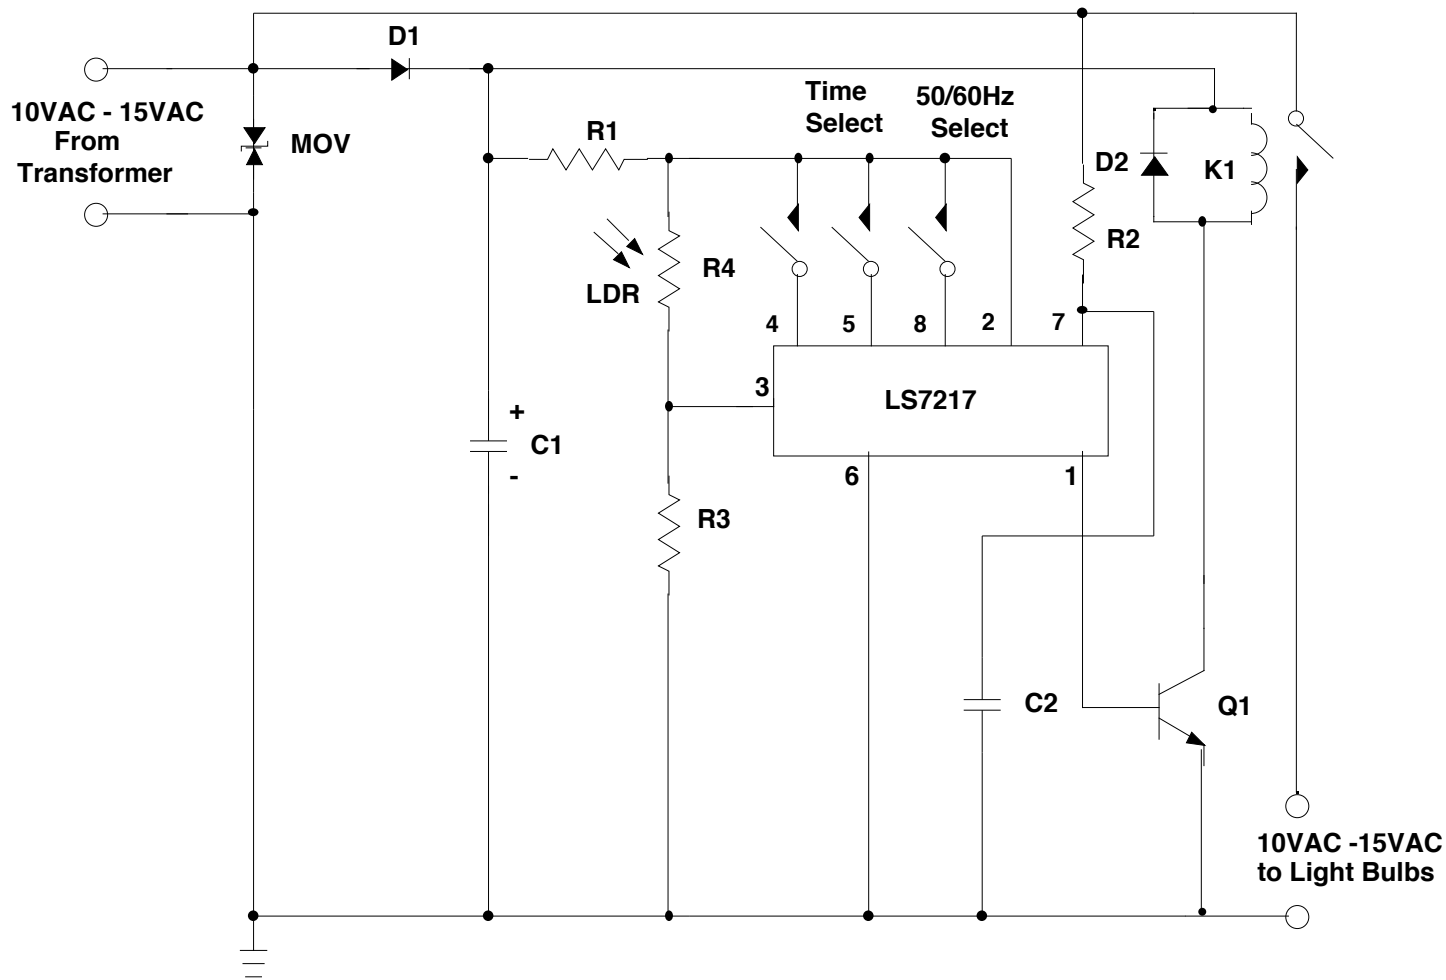 D1
10VAC - 15VAC
From
Transformer
MOV
R1
Time
Select
50/60Hz
Select
D2
K1
R2
LDR
R4
4
5
8
2
7
3
LS7217
+
C1
-
6
1
R3
C2
Q1
10VAC -15VAC
to Light Bulbs